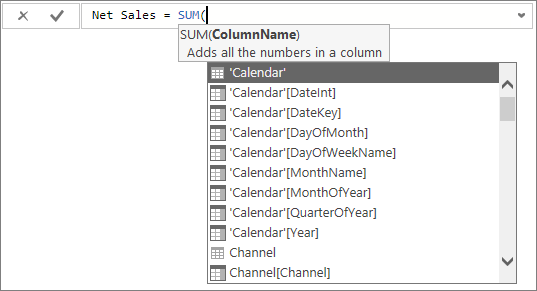 Net Sales = SUM(
SUM(ColumnName)
Adds all the numbers in a column
'Calendar'
'Calendar'[DateInt]
'Calendar'[DateKey]
'Calendar'[DayOfMonth]
'Calendar'[DayOfWeekName]
'Calendar'[MonthName]
'Calendar'[MonthOfYear]
'Calendar'[QuarterOfYear]
'Calendar'[Year]
Channel
Channel[Channel]